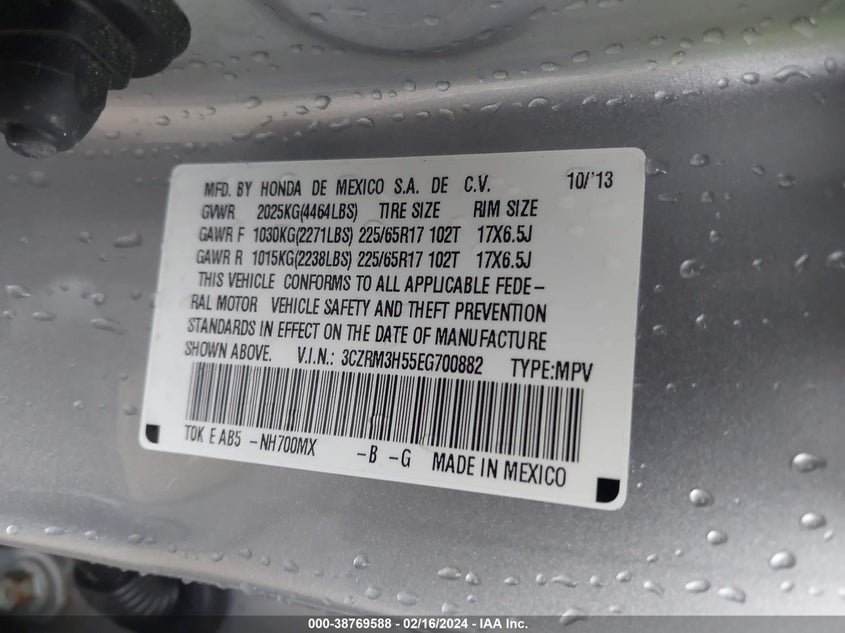 MFD. BY HONDA DE MEXICO S.A. DE C.V. 10/'13
GVWR 2025KG(4464LBS) TIRE SIZE RIM SIZE
GAWR F 1030KG(2271LBS) 225/65R17 102T 17X6.5J
GAWR R 1015KG(2238LBS) 225/65R17 102T 17X6.5J
THIS VEHICLE CONFORMS TO ALL APPLICABLE FEDE–
RAL MOTOR VEHICLE SAFETY AND THEFT PREVENTION
STANDARDS IN EFFECT ON THE DATE OF MANUFACTURE
SHOWN ABOVE. V.I.N.: 3CZRM3H55EG700882 TYPE:MPV
T0K E AB5 –NH700MX –B –G MADE IN MEXICO
000-38769588 - 02/16/2024 - IAA Inc.